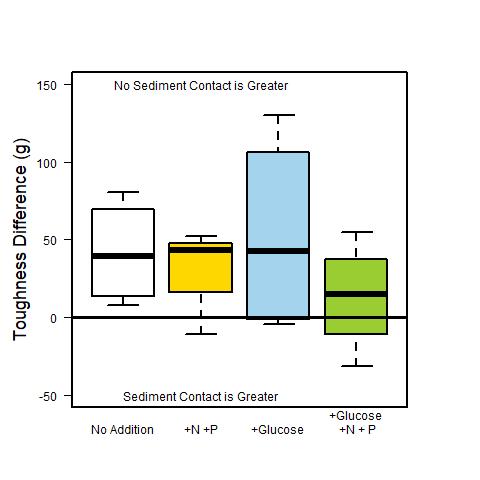 No Sediment Contact is Greater
150
100
50
0
-50
Toughness Difference (g)
Sediment Contact is Greater
No Addition
+N +P
+Glucose
+Glucose
+N + P